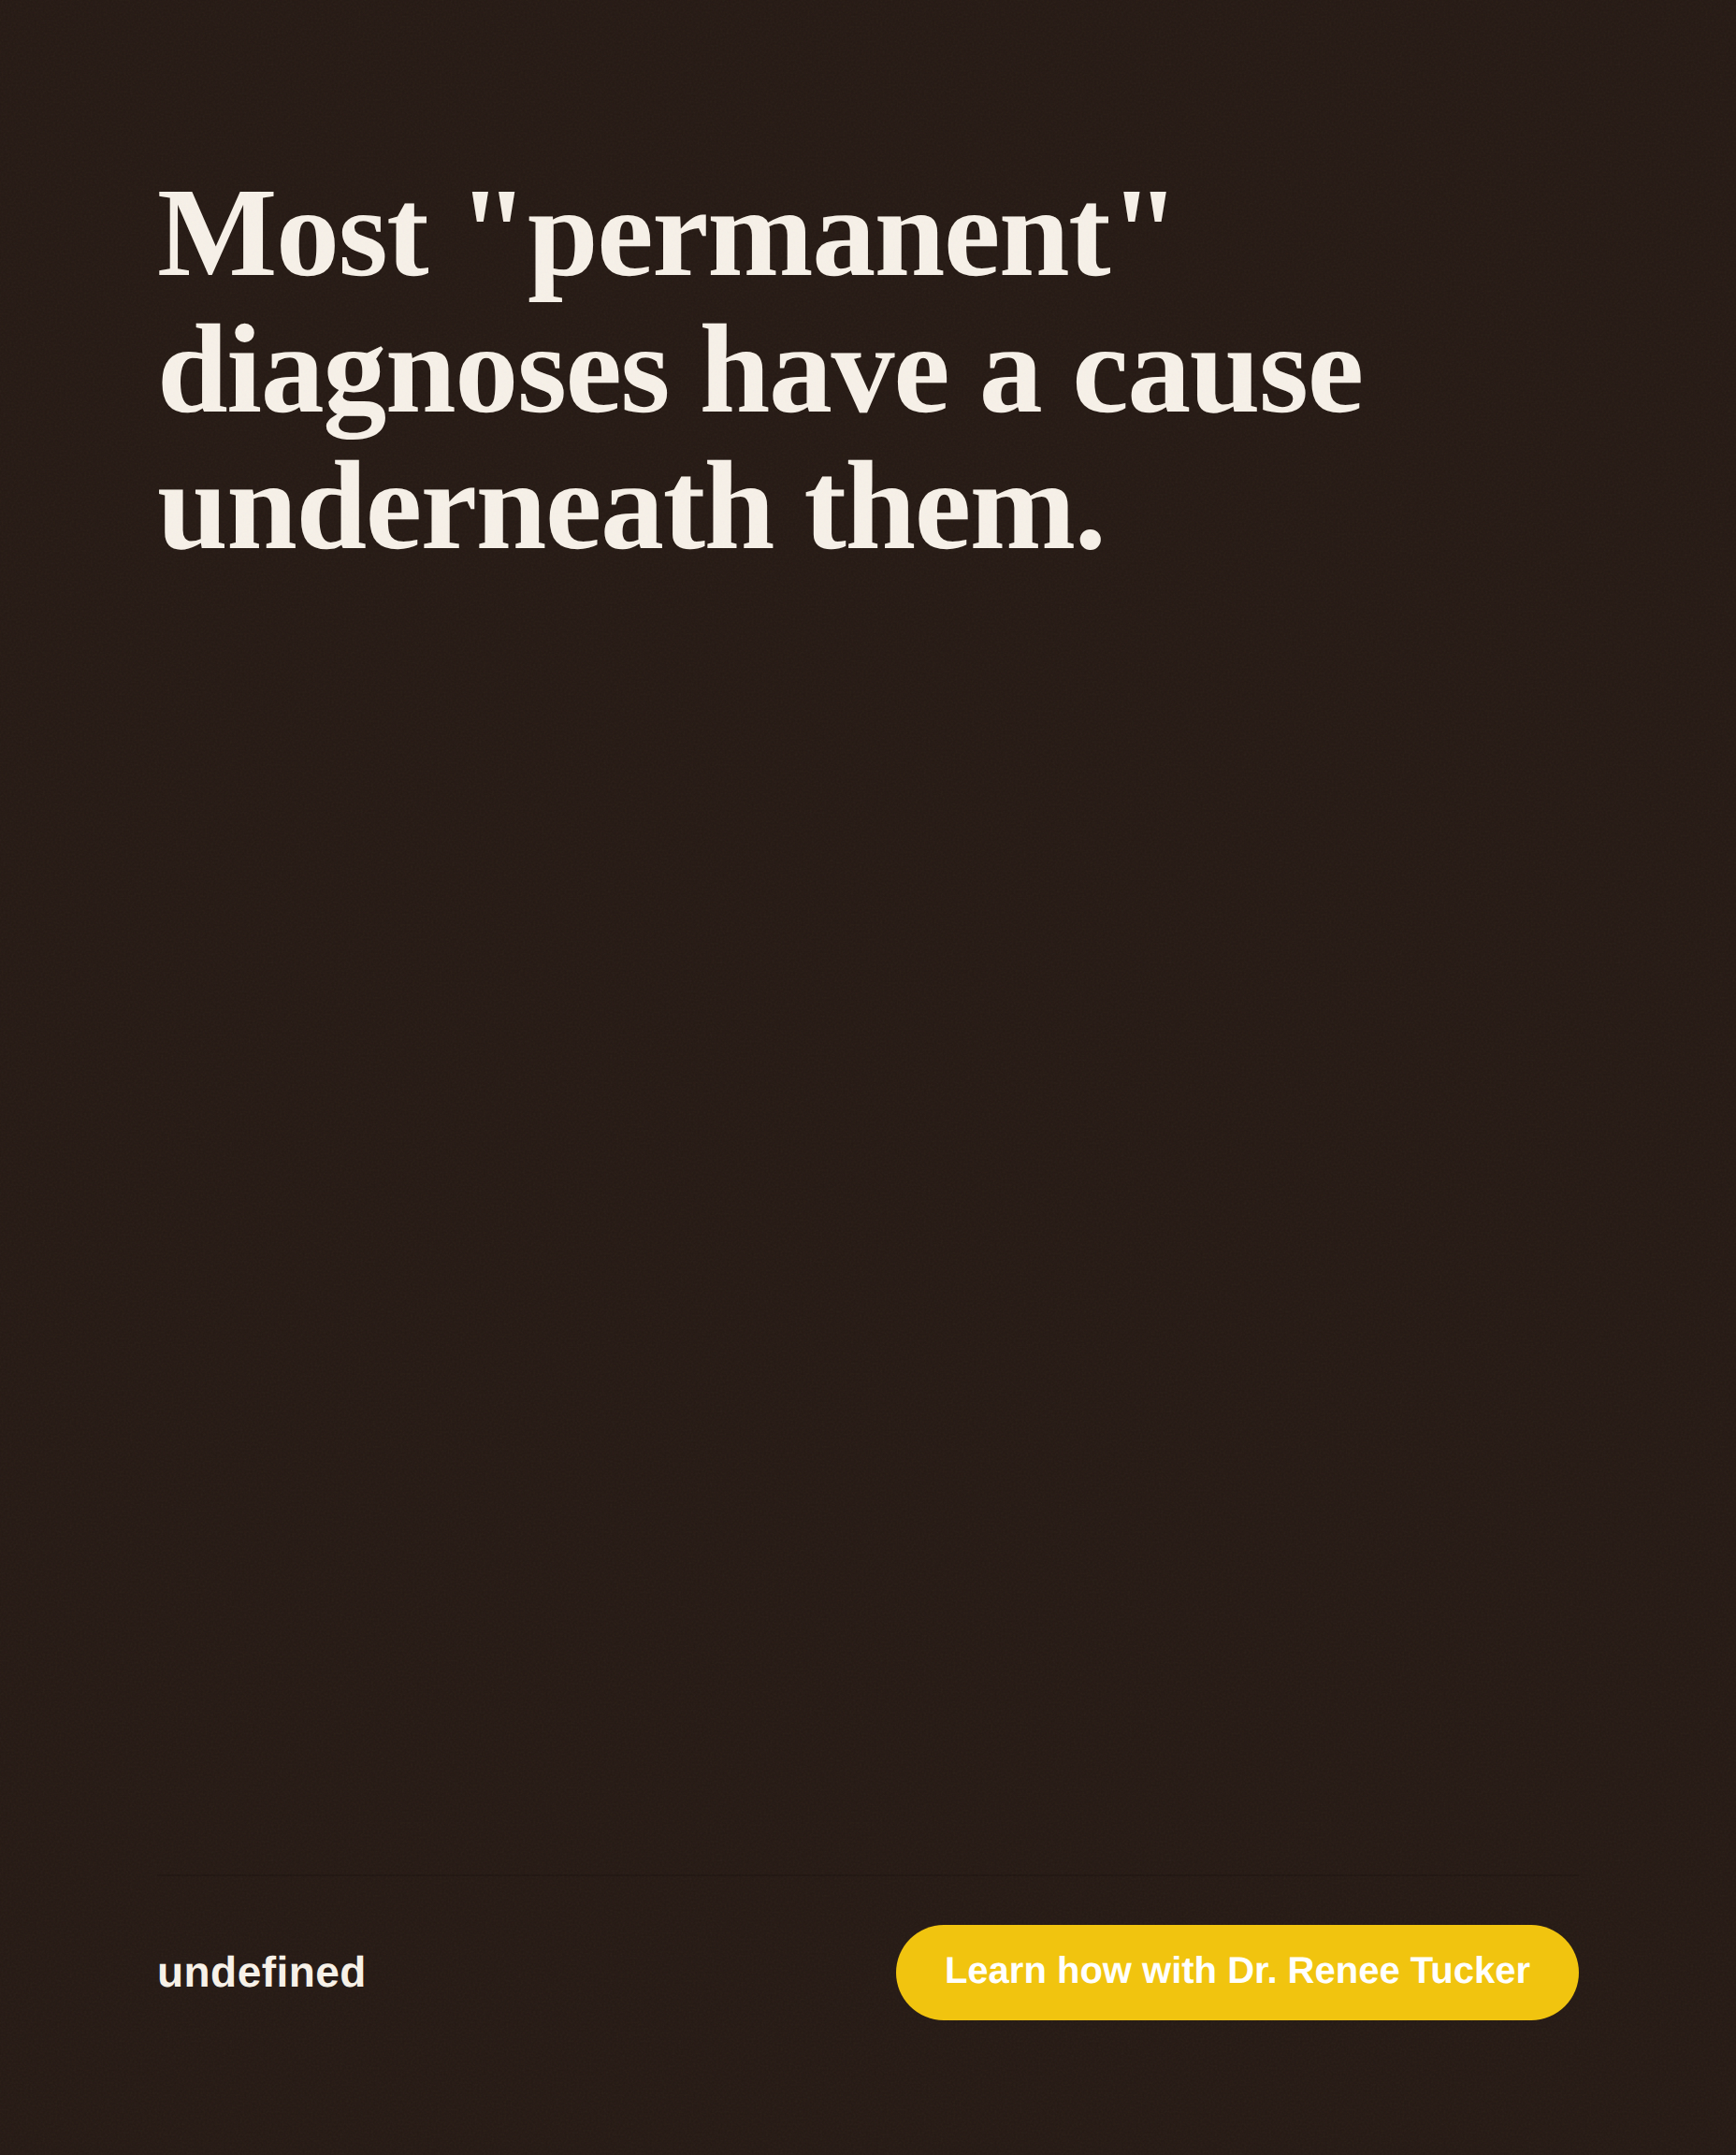 Most "permanent"
diagnoses have a cause
underneath them.
undefined
Learn how with Dr. Renee Tucker